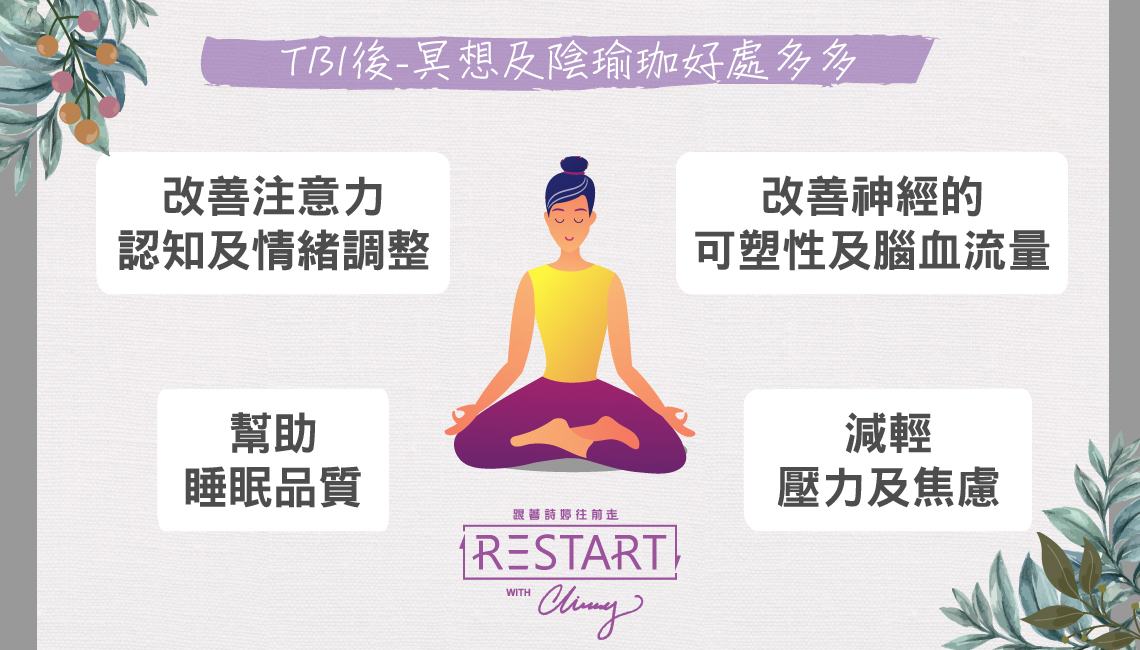 TBI後-冥想及陰瑜珈好處多多
改善注意力
認知及情緒調整
改善神經的
可塑性及腦血流量
幫助
睡眠品質
減輕
壓力及焦慮
跟著詩婷往前走
RESTART
WITH